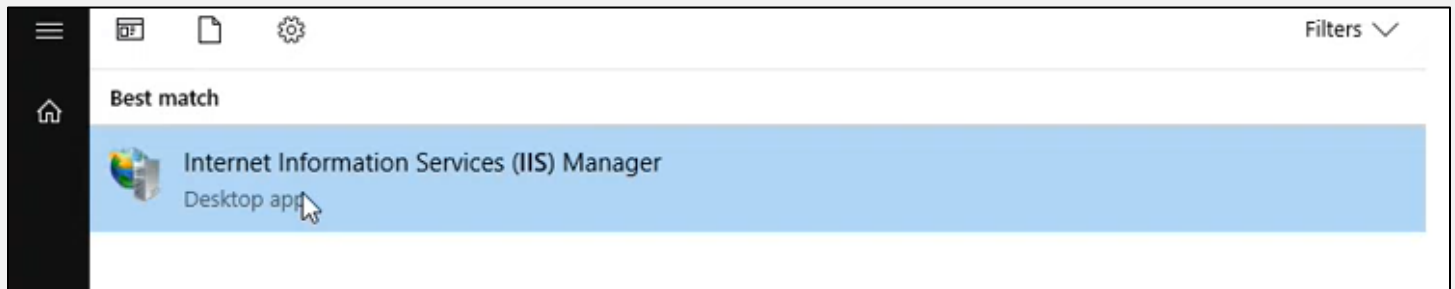 Filters
Best match
Internet Information Services (IIS) Manager
Desktop app